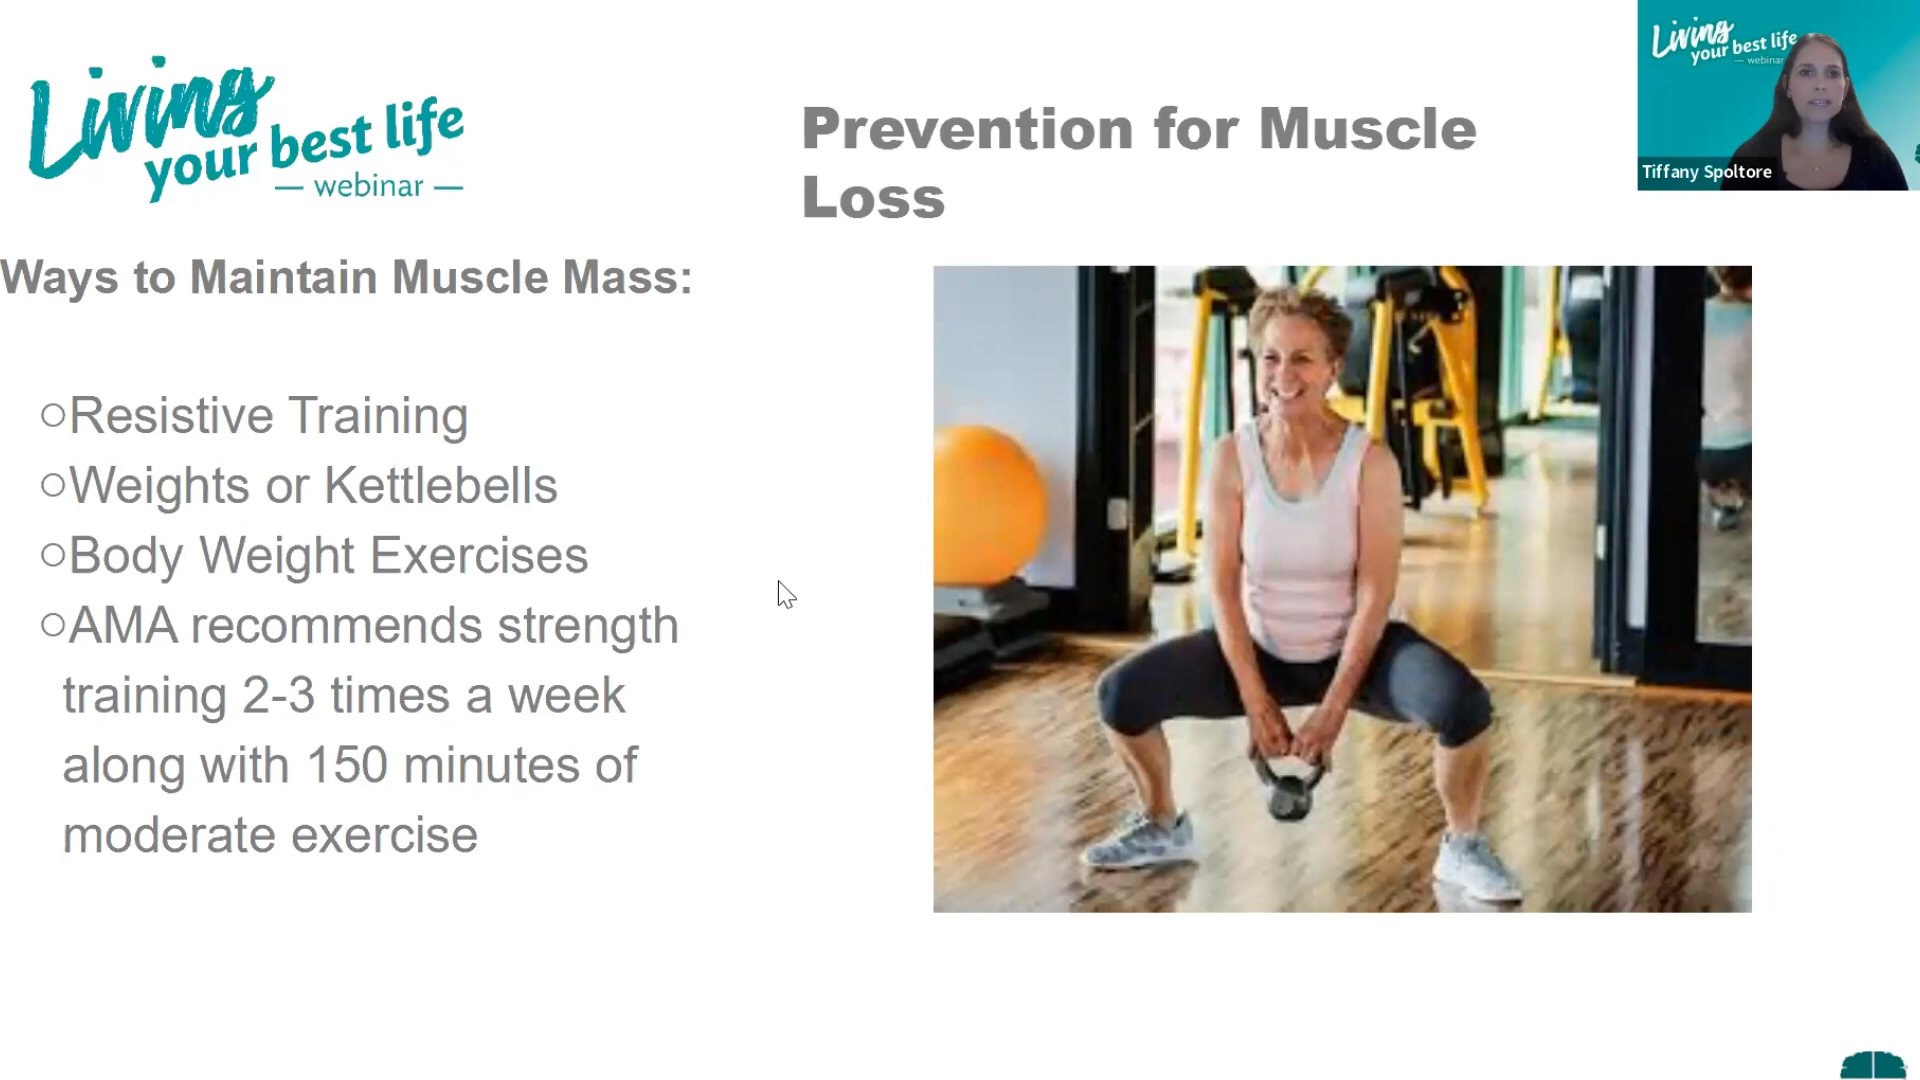 Living
your best life
— webinar —
Prevention for Muscle
Loss
Living
your best life
— webinar
Tiffany Spoltore
Ways to Maintain Muscle Mass:
○Resistive Training
○Weights or Kettlebells
○Body Weight Exercises
○AMA recommends strength
training 2-3 times a week
along with 150 minutes of
moderate exercise